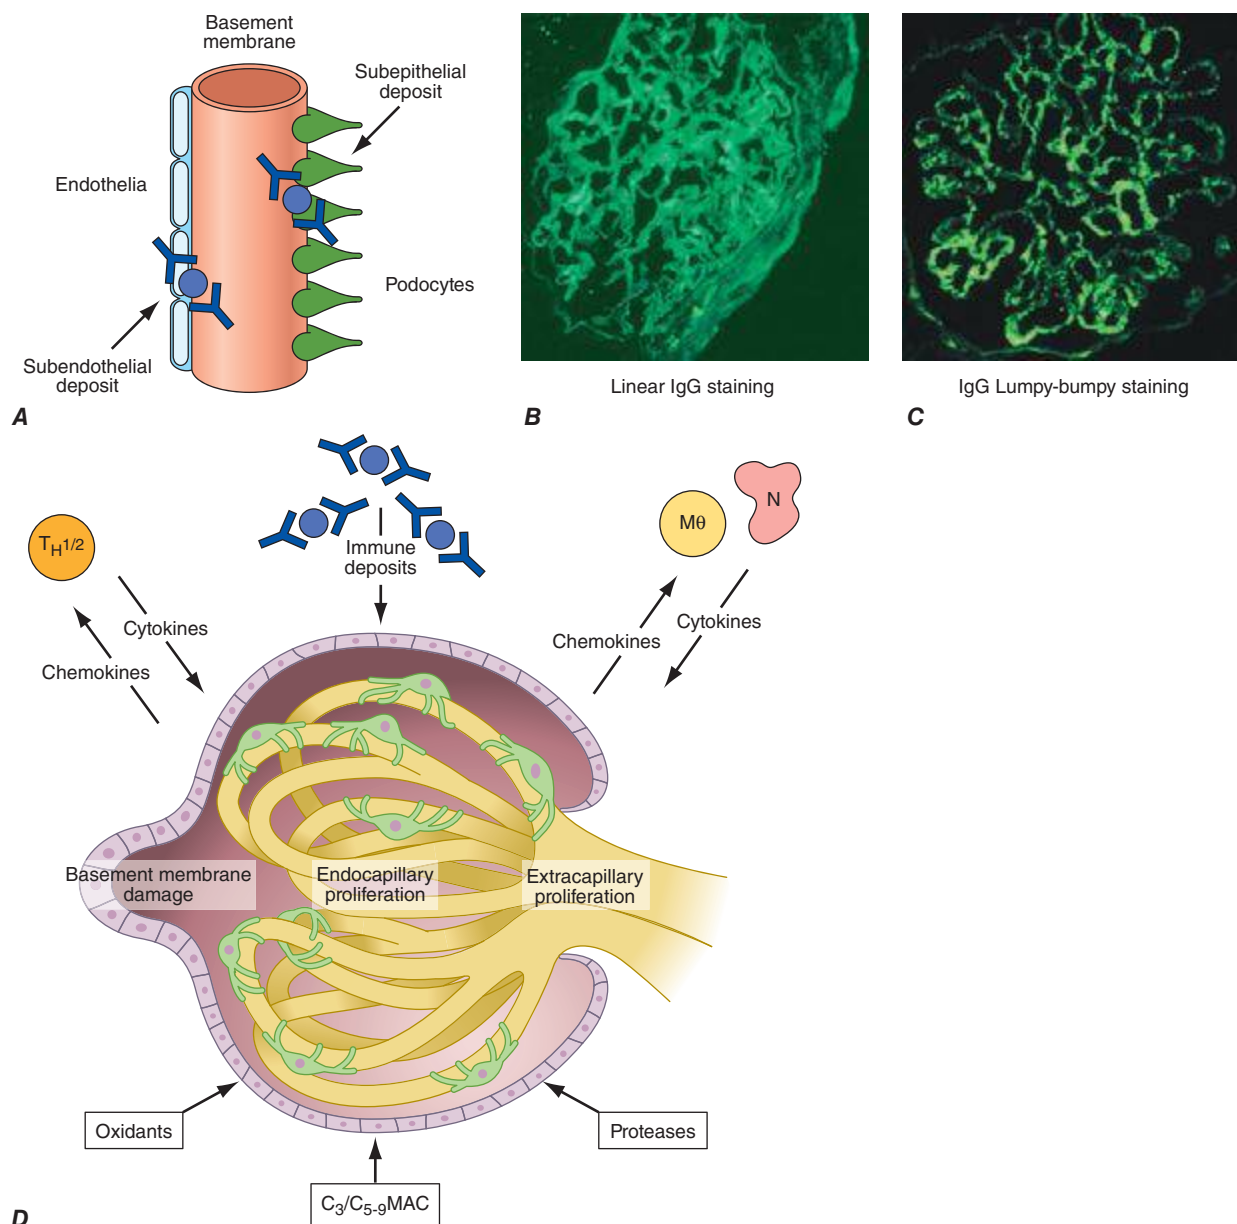 Basement
membrane
Subepithelial
deposit
Endothelia
Podocytes
Subendothelial
deposit
A
Linear IgG staining
B
IgG Lumpy-bumpy staining
C
T_H1/2
Cytokines
Chemokines
Immune
deposits
Mθ
N
Chemokines
Cytokines
Basement membrane
damage
Endocapillary
proliferation
Extracapillary
proliferation
Oxidants
Proteases
C₃/C₅₋₉MAC
D